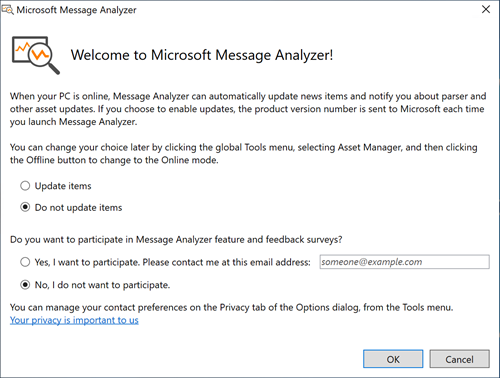 Microsoft Message Analyzer
Welcome to Microsoft Message Analyzer!
When your PC is online, Message Analyzer can automatically update news items and notify you about parser and
other asset updates. If you choose to enable updates, the product version number is sent to Microsoft each time
you launch Message Analyzer.
You can change your choice later by clicking the global Tools menu, selecting Asset Manager, and then clicking
the Offline button to change to the Online mode.
Update items
Do not update items
Do you want to participate in Message Analyzer feature and feedback surveys?
Yes, I want to participate. Please contact me at this email address: someone@example.com
No, I do not want to participate.
You can manage your contact preferences on the Privacy tab of the Options dialog, from the Tools menu.
Your privacy is important to us
OK Cancel